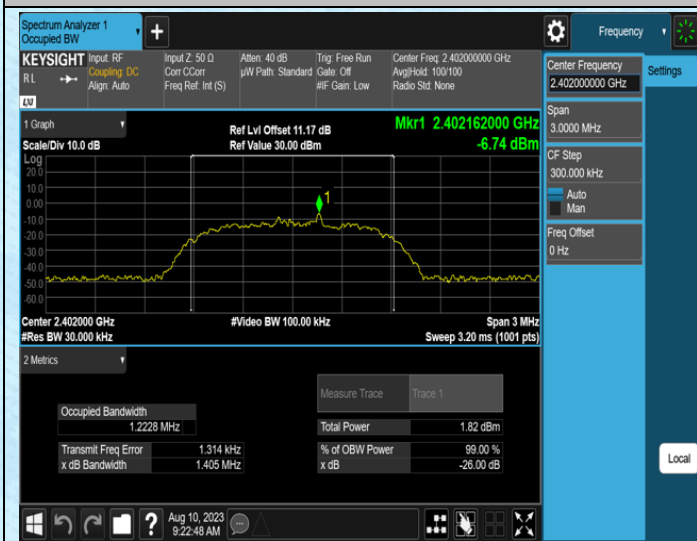 Spectrum Analyzer 1
Occupied BW
Frequency
KEYSIGHT
RL
Input: RF
Coupling: DC
Align: Auto
Input Z: 50 Ω
Corr CCorr
Freq Ref: Int (S)
Atten: 40 dB
µW Path: Standard
Trig: Free Run
Gate: Off
#IF Gain: Low
Center Freq: 2.402000000 GHz
Avg|Hold: 100/100
Radio Std: None
LXI
Center Frequency
2.402000000 GHz
Settings
Span
3.0000 MHz
CF Step
300.000 kHz
Auto
Man
Freq Offset
0 Hz
1 Graph
Scale/Div 10.0 dB
Ref Lvl Offset 11.17 dB
Ref Value 30.00 dBm
Mkr1 2.402162000 GHz
-6.74 dBm
Log
20.0
10.0
0.00
-10.0
-20.0
-30.0
-40.0
-50.0
-60.0
1
Center 2.402000 GHz
#Res BW 30.000 kHz
#Video BW 100.00 kHz
Span 3 MHz
Sweep 3.20 ms (1001 pts)
2 Metrics
Measure Trace Trace 1
Occupied Bandwidth
1.2228 MHz
Total Power 1.82 dBm
Transmit Freq Error 1.314 kHz
% of OBW Power 99.00 %
x dB Bandwidth 1.405 MHz
x dB -26.00 dB
Local
?
Aug 10, 2023
9:22:48 AM